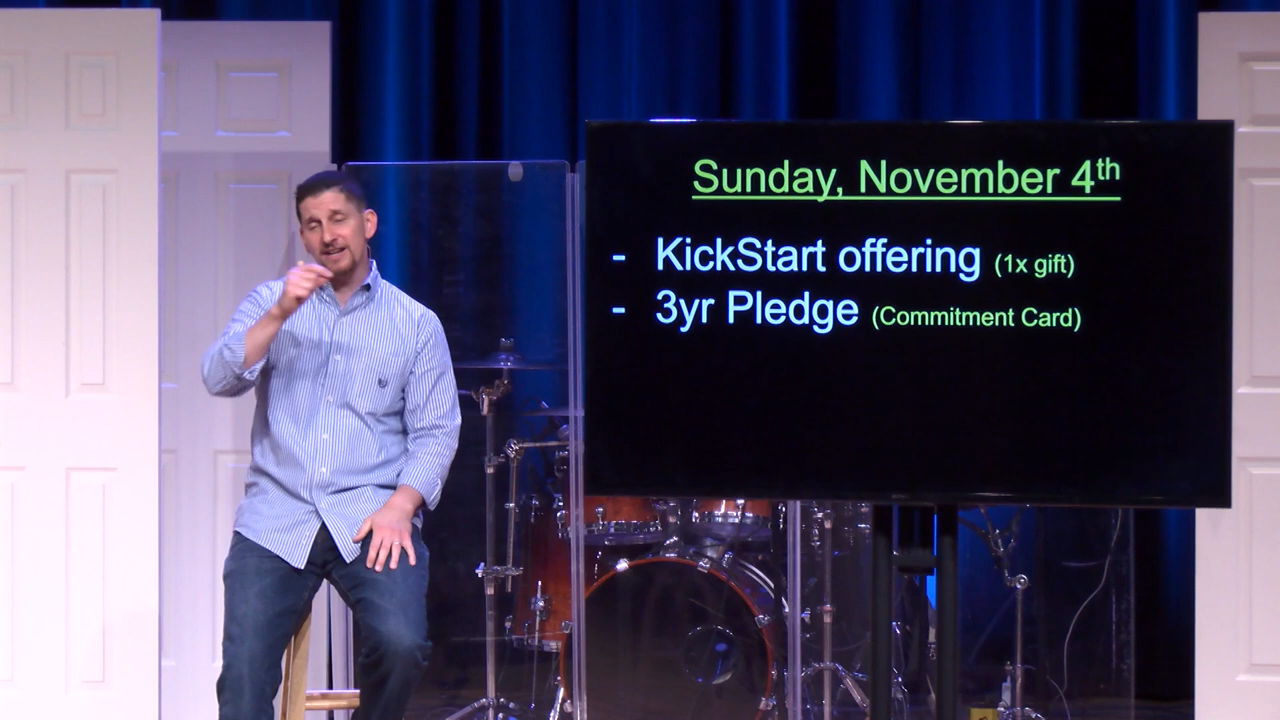 Sunday, November 4th
- KickStart offering (1x gift)
- 3yr Pledge (Commitment Card)